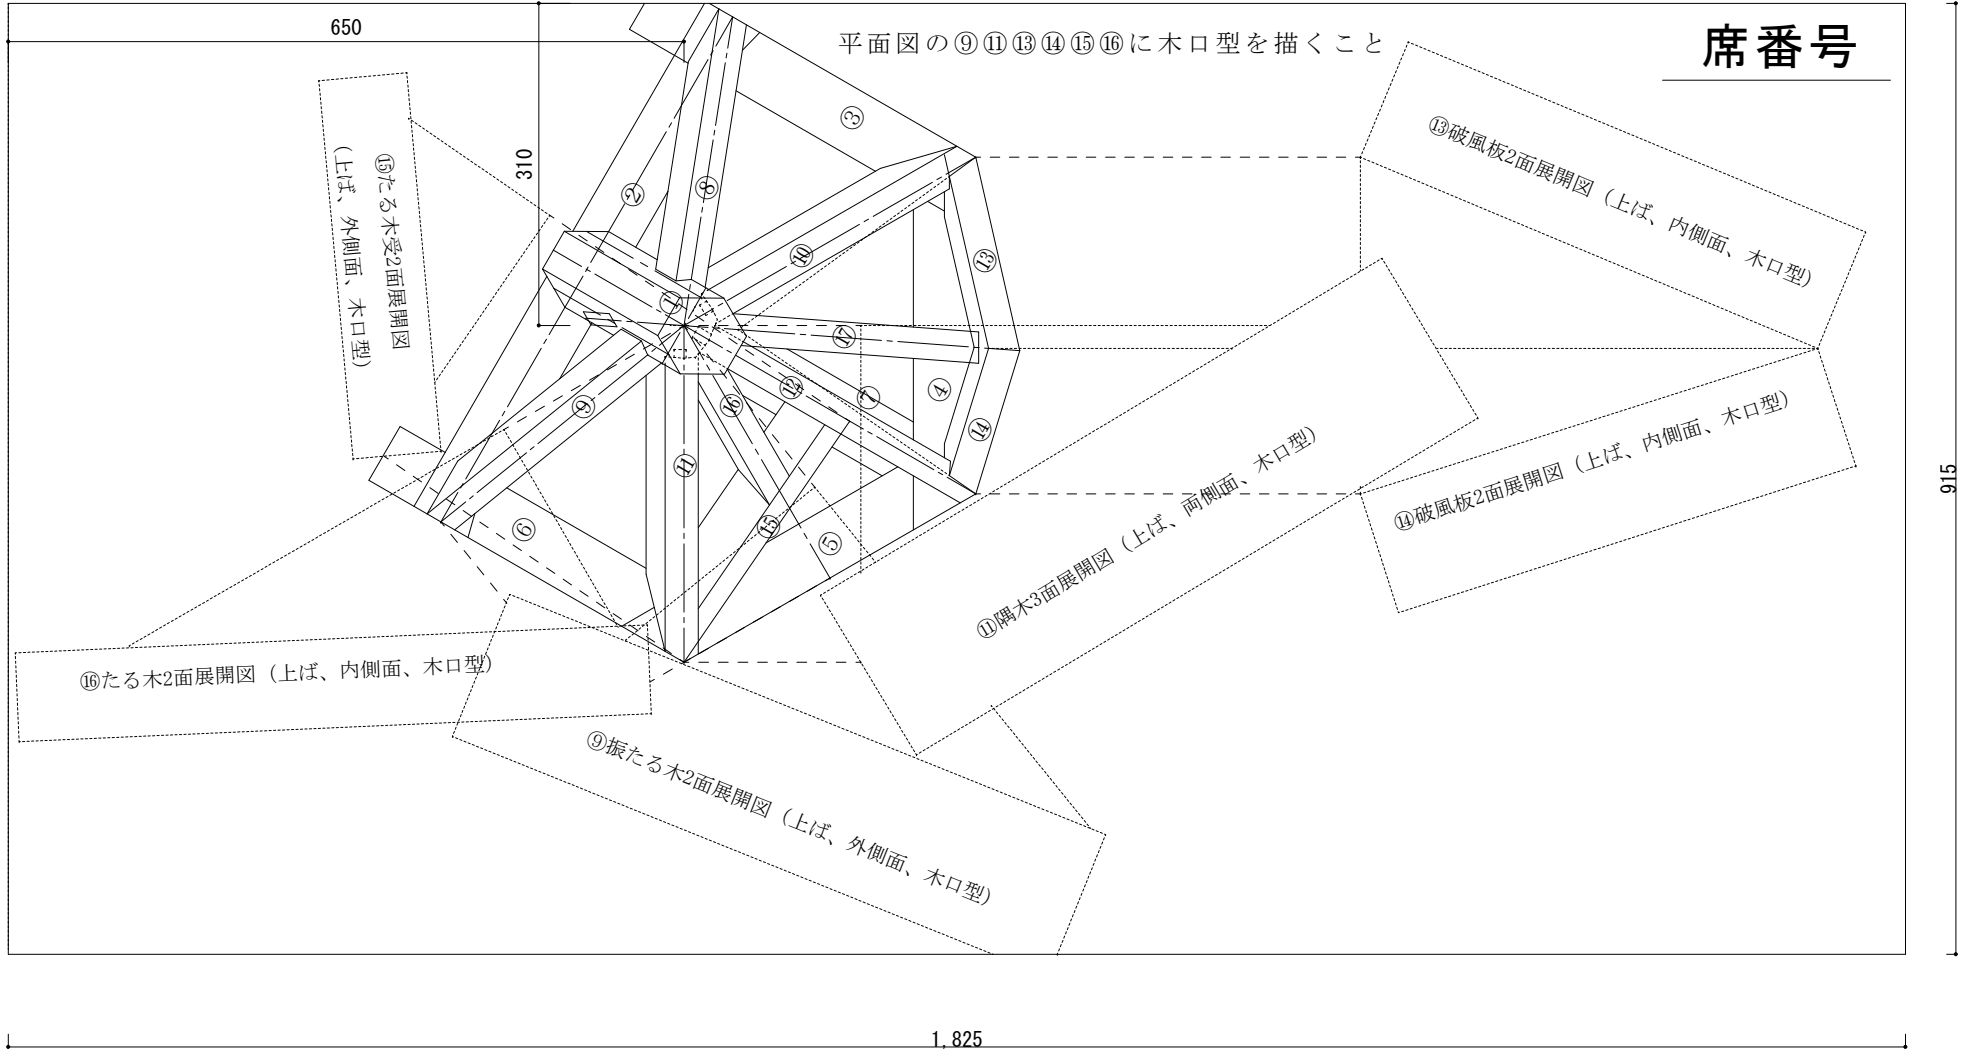 650
平面図の⑨⑪⑬⑭⑮⑯に木口型を描くこと
席番号
310
915
1,825
⑮たる木受2面展開図
(上ば、外側面、木口型)
⑬破風板2面展開図 (上ば、内側面、木口型)
⑭破風板2面展開図 (上ば、内側面、木口型)
⑪隅木3面展開図 (上ば、両側面、木口型)
⑯たる木2面展開図 (上ば、内側面、木口型)
⑨振たる木2面展開図 (上ば、外側面、木口型)
③
②
⑧
⑩
⑬
①
⑰
⑫
⑦
④
⑨
⑯
⑭
⑪
⑥
⑮
⑤